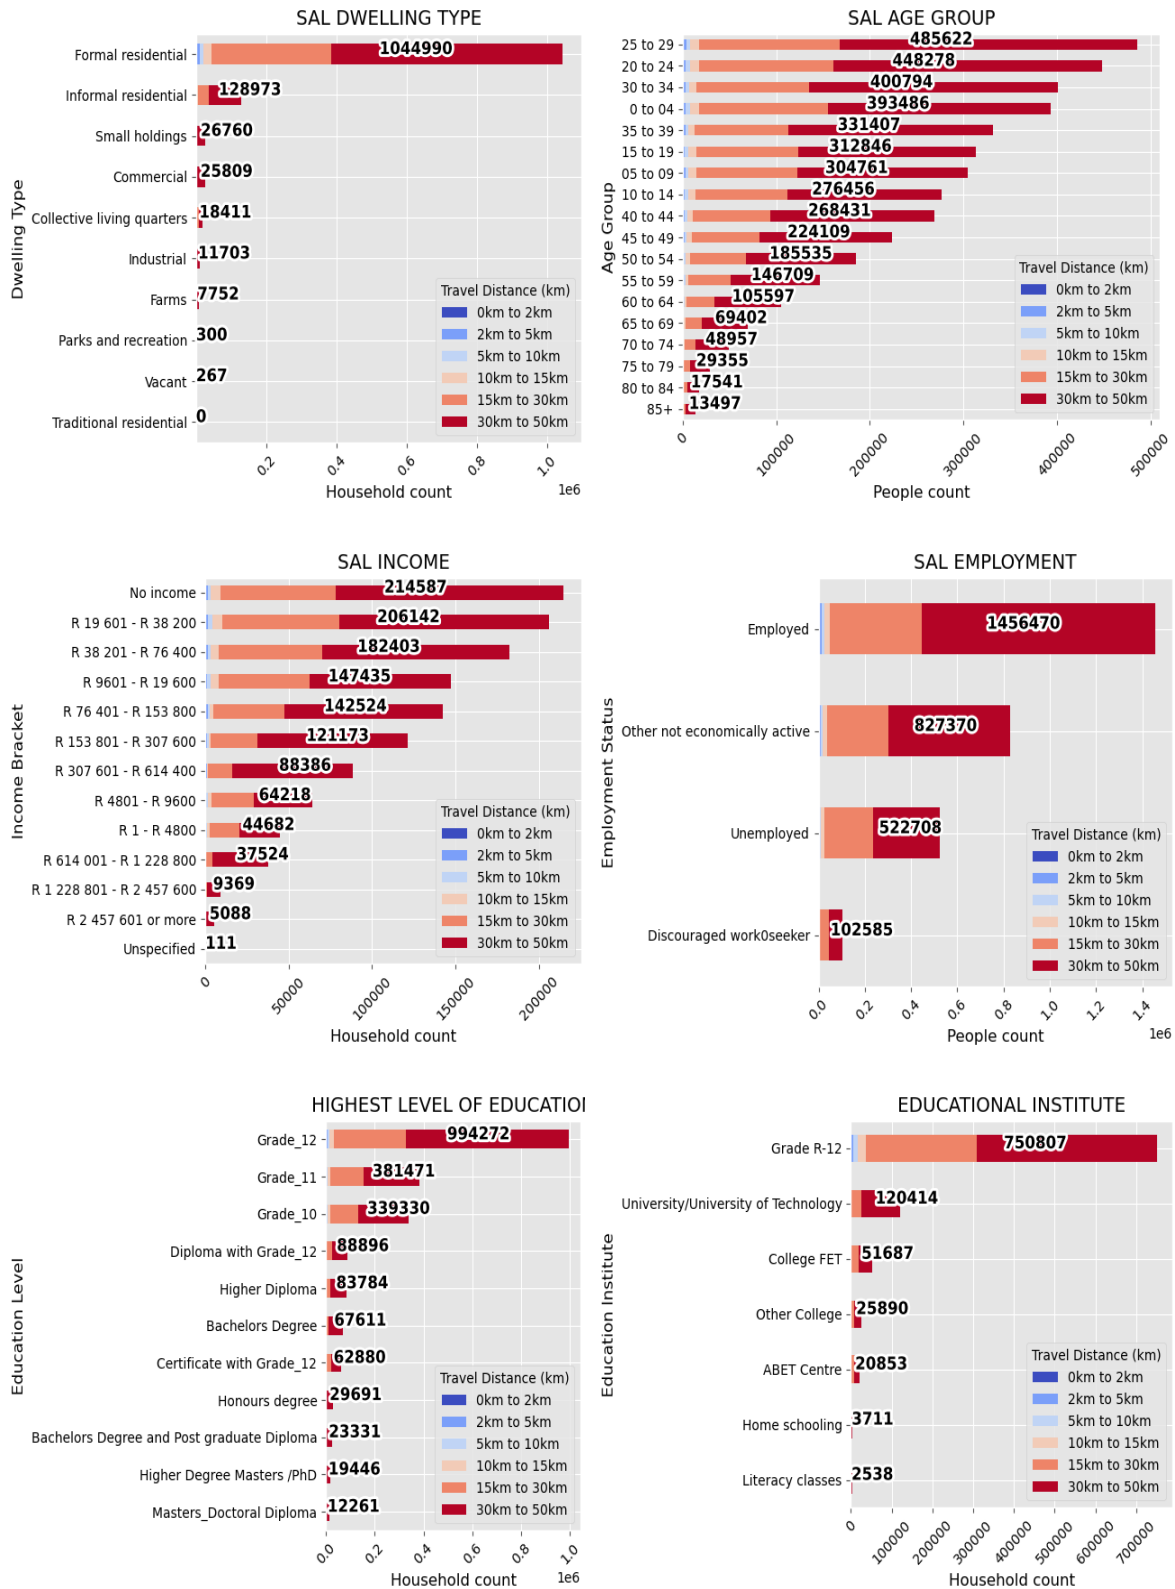 SAL DWELLING TYPE
Dwelling Type
Formal residential
1044990
Informal residential
128973
Small holdings
26760
Commercial
25809
Collective living quarters
18411
Industrial
11703
Farms
7752
Parks and recreation
300
Vacant
267
Traditional residential
0
Travel Distance (km)
0km to 2km
2km to 5km
5km to 10km
10km to 15km
15km to 30km
30km to 50km
0.2 0.4 0.6 0.8 1.0
1e6
Household count
SAL AGE GROUP
Age Group
25 to 29
485622
20 to 24
448278
30 to 34
400794
0 to 04
393486
35 to 39
331407
15 to 19
312846
05 to 09
304761
10 to 14
276456
40 to 44
268431
45 to 49
224109
50 to 54
185535
55 to 59
146709
60 to 64
105597
65 to 69
69402
70 to 74
48957
75 to 79
29355
80 to 84
17541
85+
13497
Travel Distance (km)
0km to 2km
2km to 5km
5km to 10km
10km to 15km
15km to 30km
30km to 50km
0 100000 200000 300000 400000 500000
People count
SAL INCOME
Income Bracket
No income
214587
R 19 601 - R 38 200
206142
R 38 201 - R 76 400
182403
R 9601 - R 19 600
147435
R 76 401 - R 153 800
142524
R 153 801 - R 307 600
121173
R 307 601 - R 614 400
88386
R 4801 - R 9600
64218
R 1 - R 4800
44682
R 614 001 - R 1 228 800
37524
R 1 228 801 - R 2 457 600
9369
R 2 457 601 or more
5088
Unspecified
111
Travel Distance (km)
0km to 2km
2km to 5km
5km to 10km
10km to 15km
15km to 30km
30km to 50km
0 50000 100000 150000 200000
Household count
SAL EMPLOYMENT
Employment Status
Employed
1456470
Other not economically active
827370
Unemployed
522708
Discouraged work0seeker
102585
Travel Distance (km)
0km to 2km
2km to 5km
5km to 10km
10km to 15km
15km to 30km
30km to 50km
0.0 0.2 0.4 0.6 0.8 1.0 1.2 1.4
1e6
People count
HIGHEST LEVEL OF EDUCATION
Education Level
Grade_12
994272
Grade_11
381471
Grade_10
339330
Diploma with Grade_12
88896
Higher Diploma
83784
Bachelors Degree
67611
Certificate with Grade_12
62880
Honours degree
29691
Bachelors Degree and Post graduate Diploma
23331
Higher Degree Masters /PhD
19446
Masters_Doctoral Diploma
12261
Travel Distance (km)
0km to 2km
2km to 5km
5km to 10km
10km to 15km
15km to 30km
30km to 50km
0.0 0.2 0.4 0.6 0.8 1.0
1e6
Household count
EDUCATIONAL INSTITUTE
Education Institute
Grade R-12
750807
University/University of Technology
120414
College FET
51687
Other College
25890
ABET Centre
20853
Home schooling
3711
Literacy classes
2538
Travel Distance (km)
0km to 2km
2km to 5km
5km to 10km
10km to 15km
15km to 30km
30km to 50km
0 100000 200000 300000 400000 500000 600000 700000
Household count